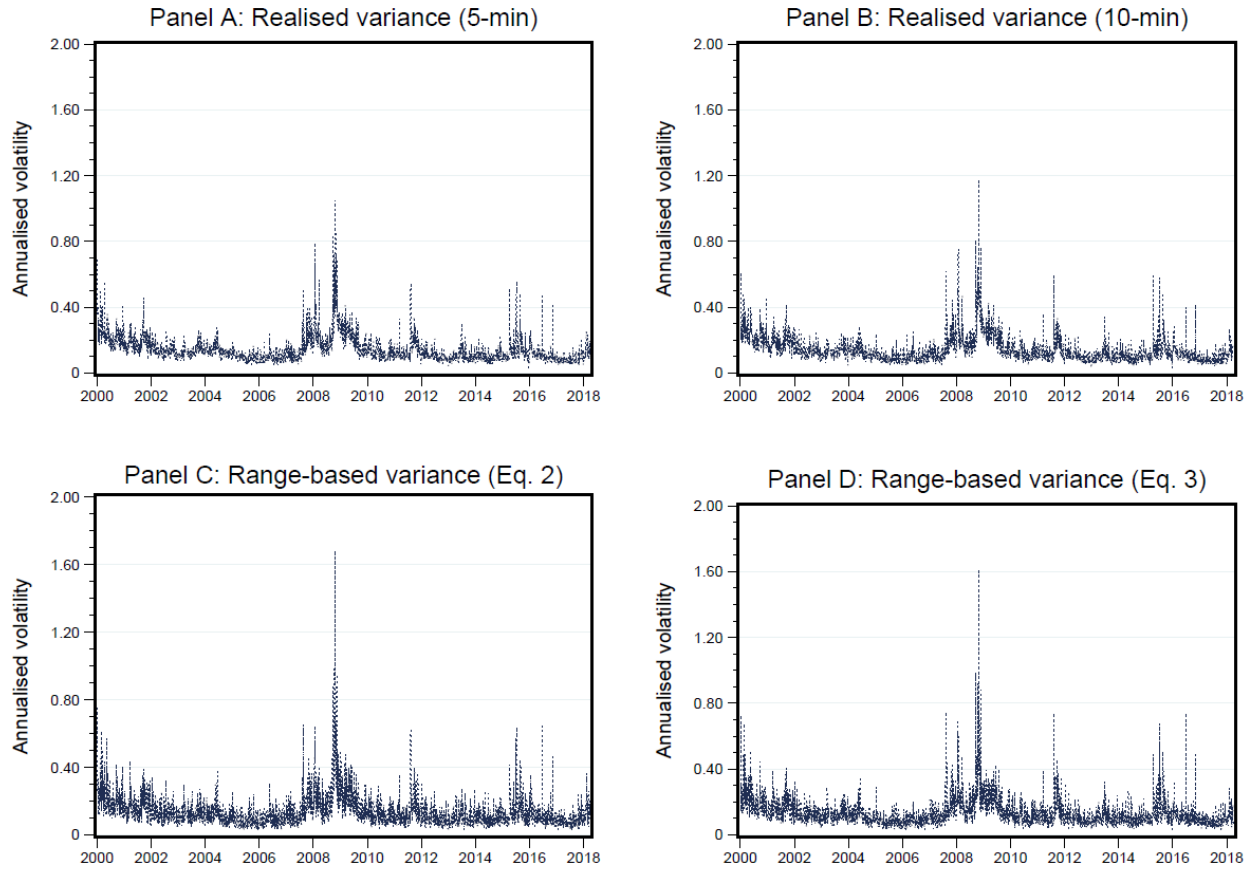 Panel A: Realised variance (5-min)
2.00
1.60
1.20
0.80
0.40
0
Annualised volatility
2000 2002 2004 2006 2008 2010 2012 2014 2016 2018
Panel B: Realised variance (10-min)
2.00
1.60
1.20
0.80
0.40
0
Annualised volatility
2000 2002 2004 2006 2008 2010 2012 2014 2016 2018
Panel C: Range-based variance (Eq. 2)
2.00
1.60
1.20
0.80
0.40
0
Annualised volatility
2000 2002 2004 2006 2008 2010 2012 2014 2016 2018
Panel D: Range-based variance (Eq. 3)
2.00
1.60
1.20
0.80
0.40
0
Annualised volatility
2000 2002 2004 2006 2008 2010 2012 2014 2016 2018